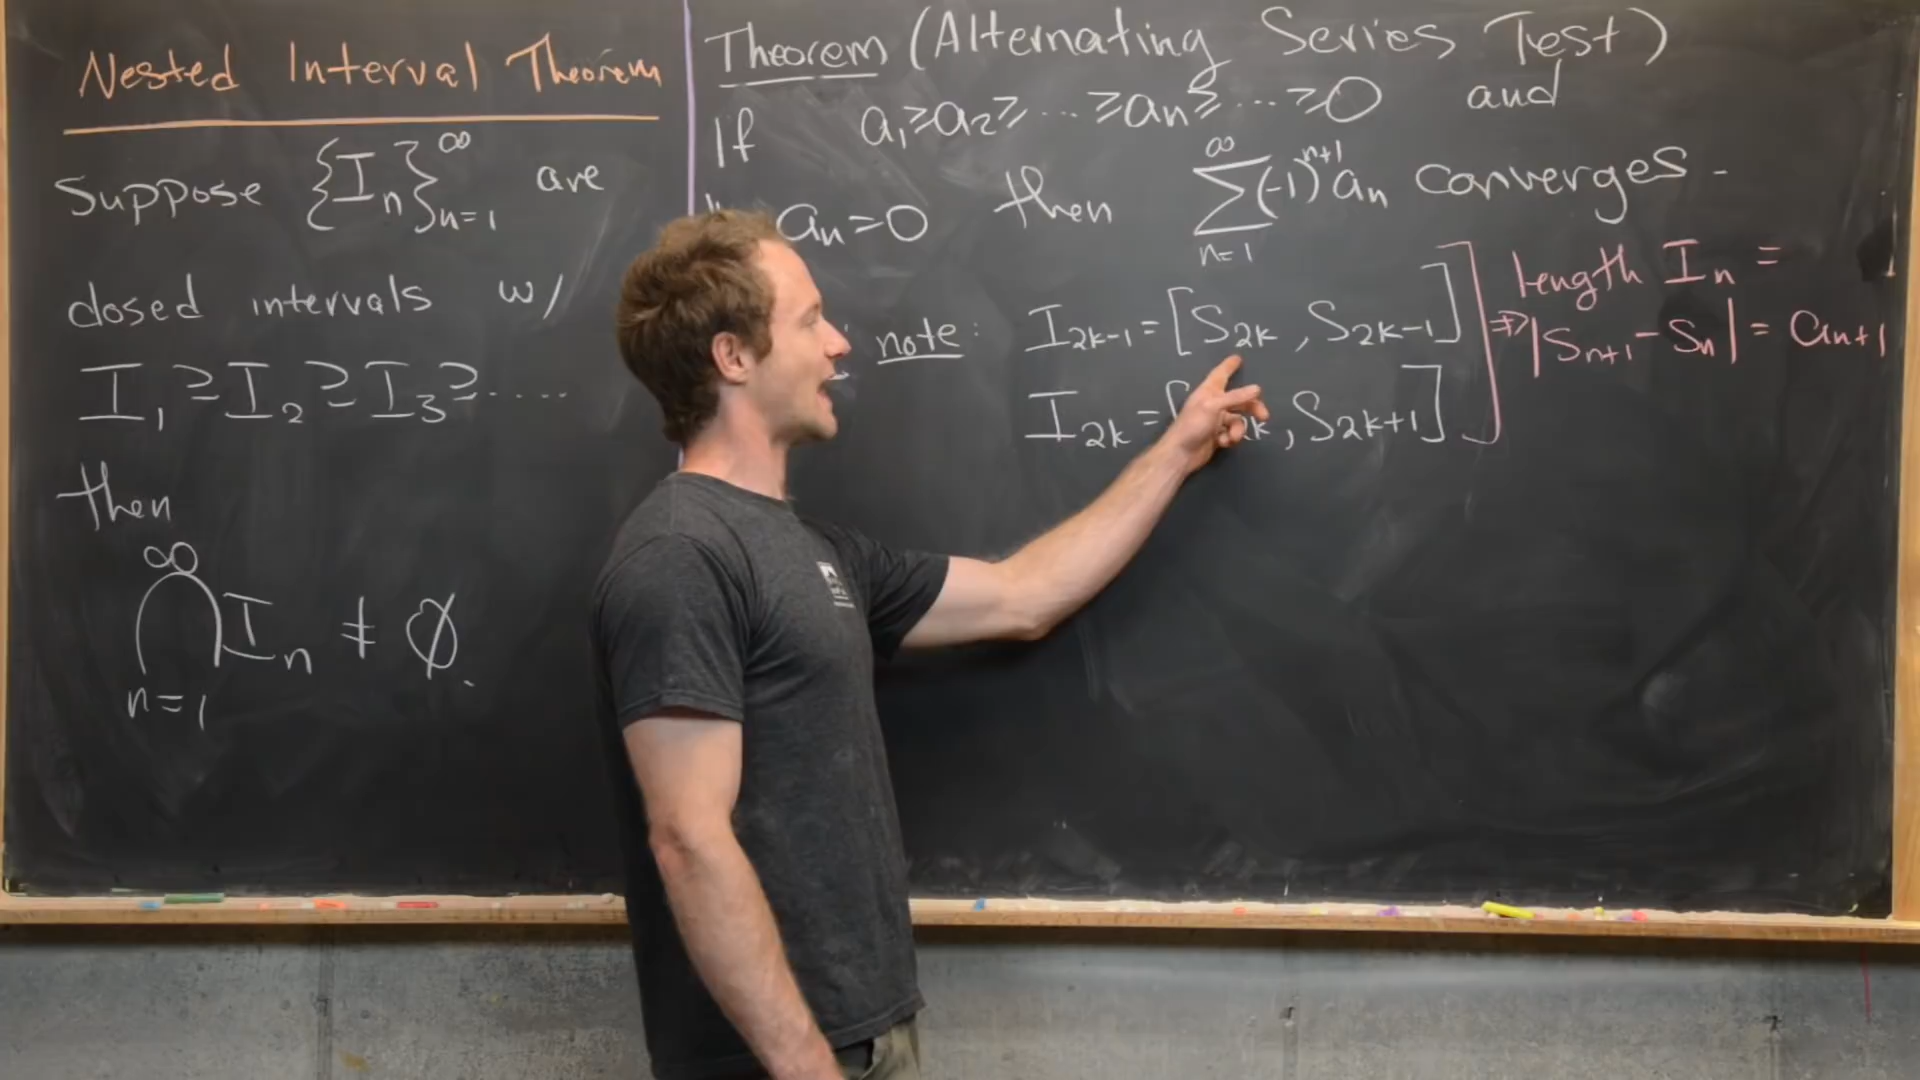 Nested Interval Theorem
Suppose {I_n}_{n=1}^∞ are
closed intervals w/
I_1 ⊇ I_2 ⊇ I_3 ⊇ ....
then
∩_{n=1}^∞ I_n ≠ ∅.
Theorem (Alternating Series Test)
If a_1 ≥ a_2 ≥ ... ≥ a_n ≥ ... ≥ 0 and
a_n = 0 then ∑_{n=1}^∞ (-1)^{n+1} a_n converges.
note: I_{2k-1} = [S_{2k}, S_{2k-1}]
I_{2k} = [S_{2k}, S_{2k+1}]
⇒ length I_n =
|S_{n+1} - S_n| = a_{n+1}